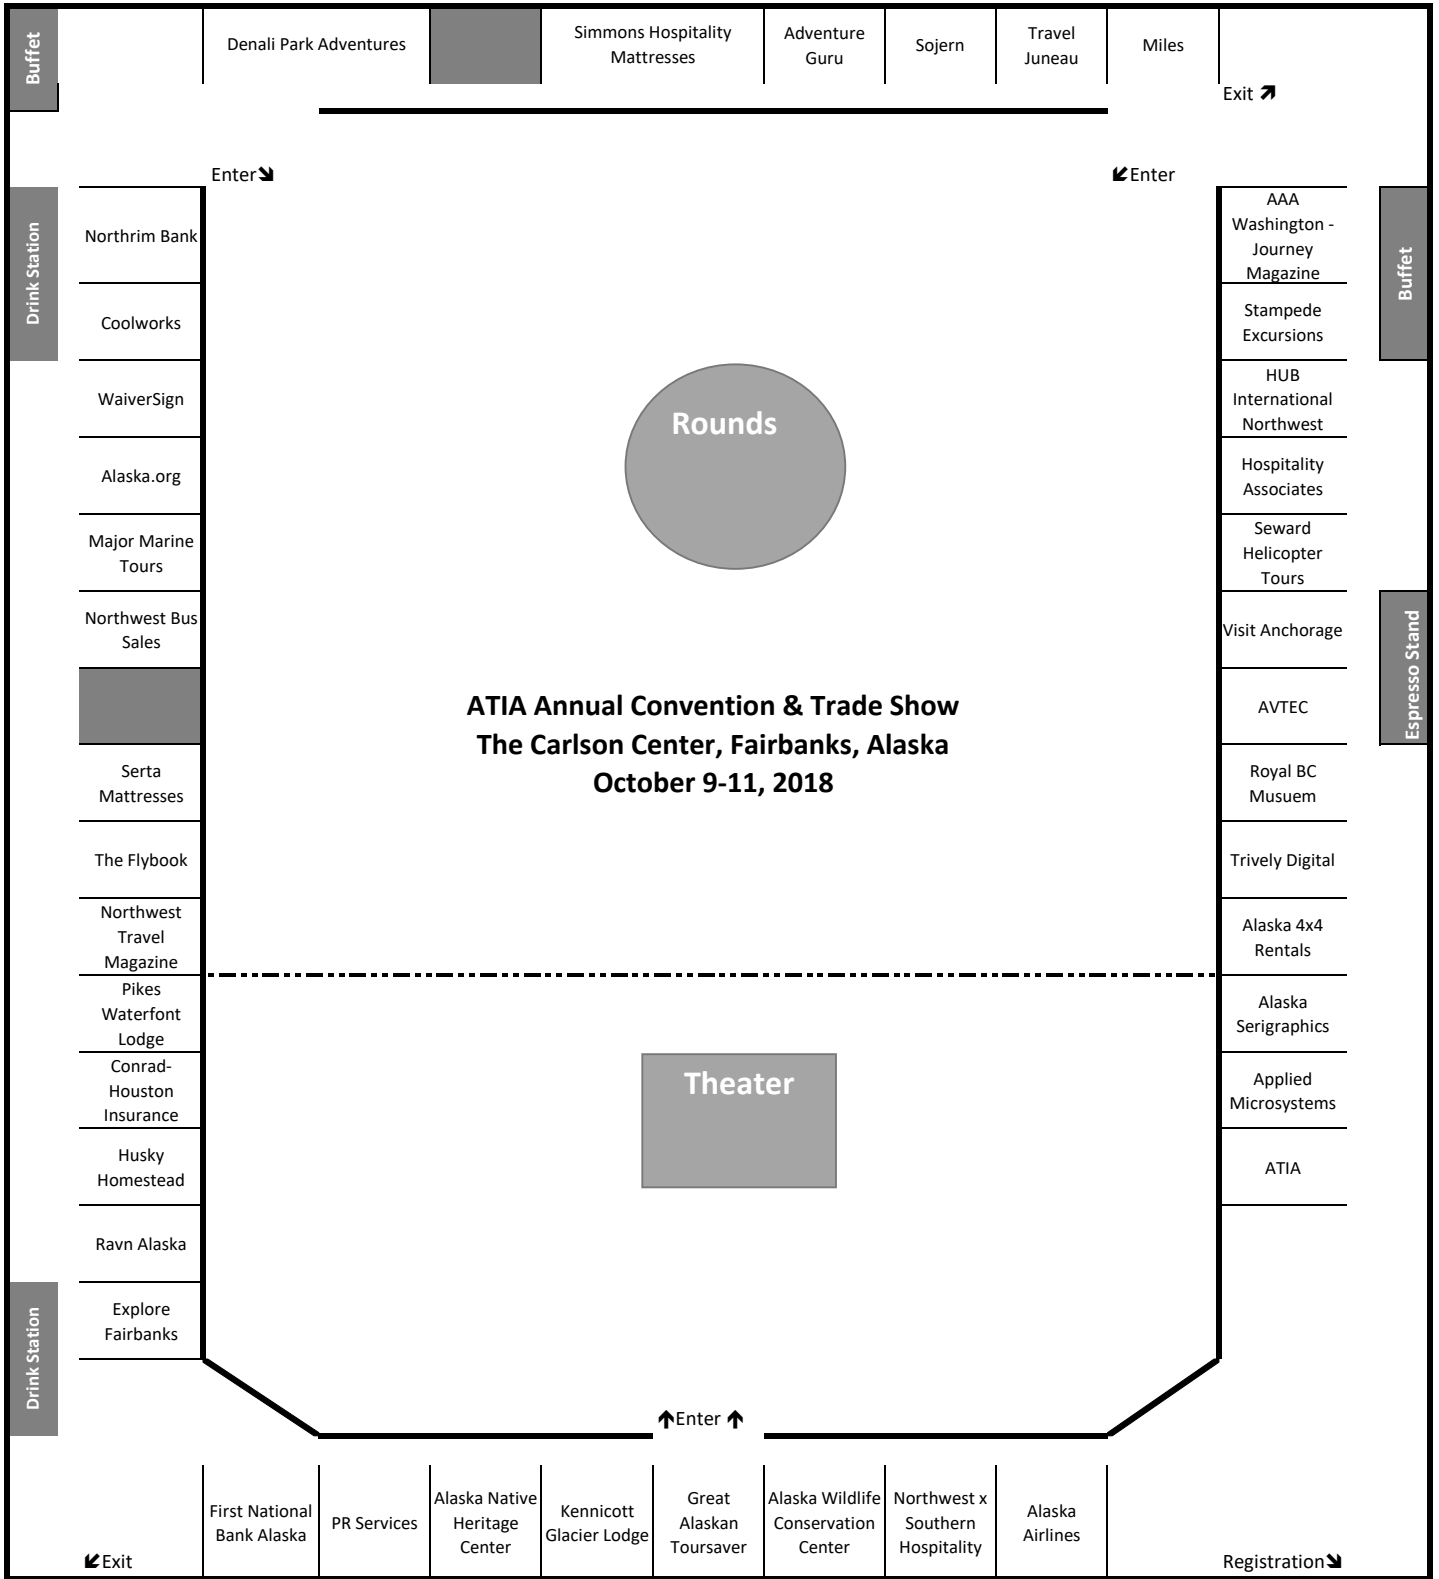 Buffet
Denali Park Adventures
Simmons Hospitality
Mattresses
Adventure
Guru
Sojern
Travel
Juneau
Miles
Exit ↗
Enter↘
↙Enter
Drink Station
Northrim Bank
Coolworks
WaiverSign
Alaska.org
Major Marine
Tours
Northwest Bus
Sales
Serta
Mattresses
The Flybook
Northwest
Travel
Magazine
Pikes
Waterfont
Lodge
Conrad-
Houston
Insurance
Husky
Homestead
Ravn Alaska
Explore
Fairbanks
Drink Station
Rounds
ATIA Annual Convention & Trade Show
The Carlson Center, Fairbanks, Alaska
October 9-11, 2018
Theater
↑Enter ↑
AAA
Washington -
Journey
Magazine
Stampede
Excursions
HUB
International
Northwest
Hospitality
Associates
Seward
Helicopter
Tours
Visit Anchorage
AVTEC
Royal BC
Musuem
Trively Digital
Alaska 4x4
Rentals
Alaska
Serigraphics
Applied
Microsystems
ATIA
Buffet
Espresso Stand
↙Exit
First National
Bank Alaska
PR Services
Alaska Native
Heritage
Center
Kennicott
Glacier Lodge
Great
Alaskan
Toursaver
Alaska Wildlife
Conservation
Center
Northwest x
Southern
Hospitality
Alaska
Airlines
Registration↘